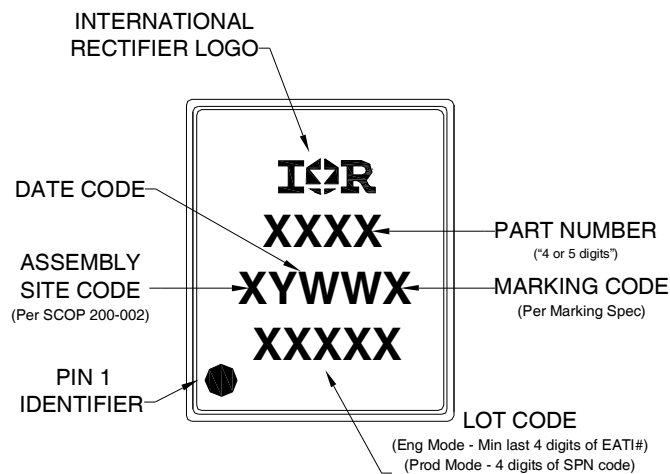 INTERNATIONAL
RECTIFIER LOGO
IOR
DATE CODE
XXXX
PART NUMBER
("4 or 5 digits")
ASSEMBLY
SITE CODE
(Per SCOP 200-002)
XYWWX
MARKING CODE
(Per Marking Spec)
XXXXX
PIN 1
IDENTIFIER
LOT CODE
(Eng Mode - Min last 4 digits of EATI#)
(Prod Mode - 4 digits of SPN code)